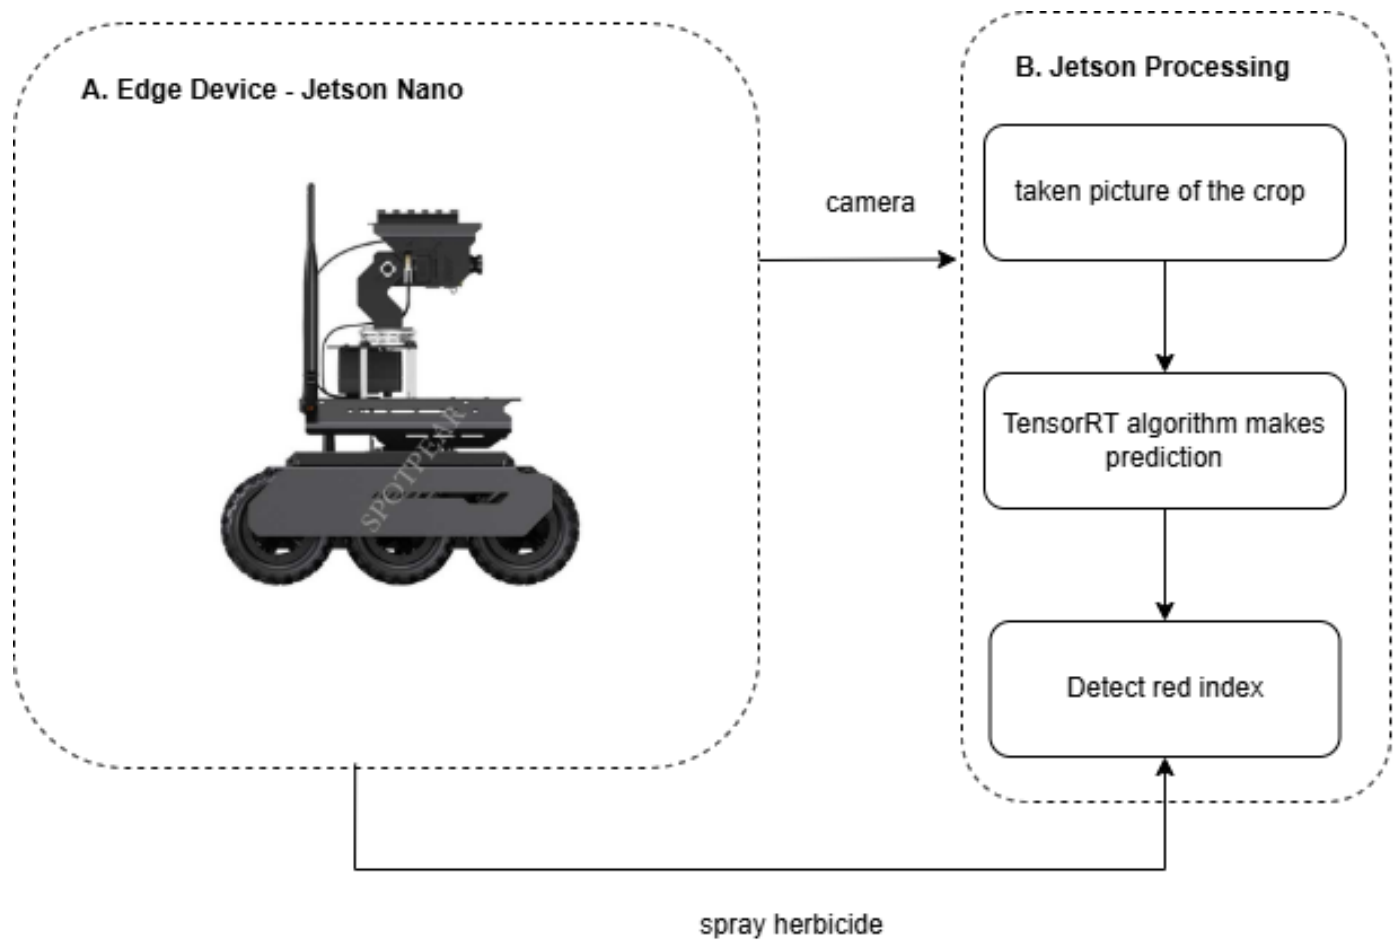 A. Edge Device - Jetson Nano
SPOTPEAR
camera
B. Jetson Processing
taken picture of the crop
TensorRT algorithm makes
prediction
Detect red index
spray herbicide